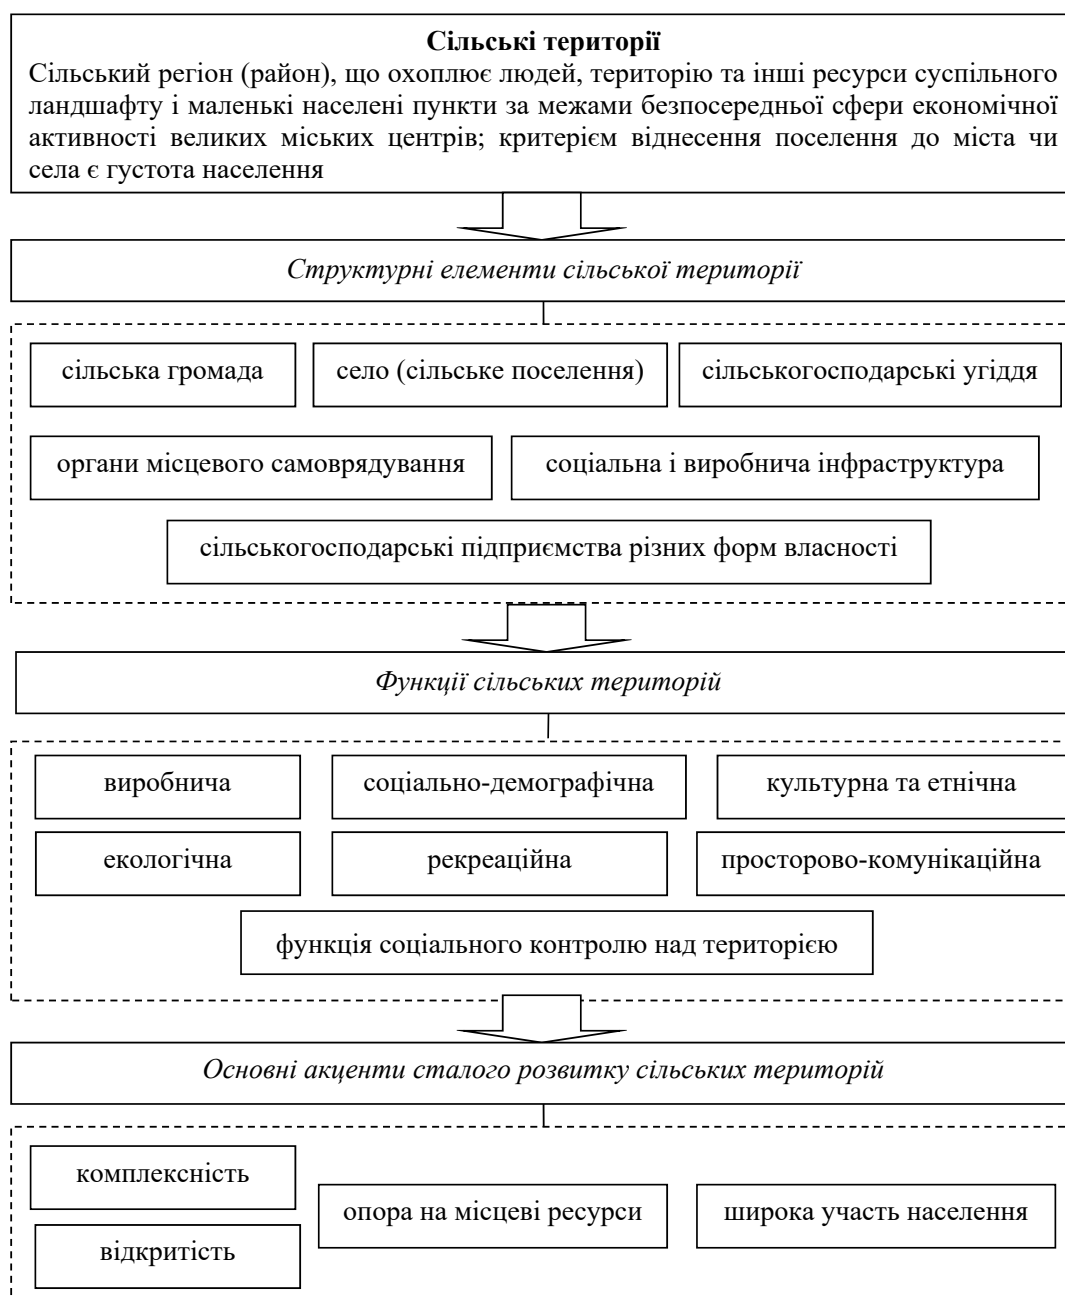 Сільські території
Сільський регіон (район), що охоплює людей, територію та інші ресурси суспільного
ландшафту і маленькі населені пункти за межами безпосередньої сфери економічної
активності великих міських центрів; критерієм віднесення поселення до міста чи
села є густота населення
Структурні елементи сільської території
сільська громада
село (сільське поселення)
сільськогосподарські угіддя
органи місцевого самоврядування
соціальна і виробнича інфраструктура
сільськогосподарські підприємства різних форм власності
Функції сільських територій
виробнича
соціально-демографічна
культурна та етнічна
екологічна
рекреаційна
просторово-комунікаційна
функція соціального контролю над територією
Основні акценти сталого розвитку сільських територій
комплексність
опора на місцеві ресурси
широка участь населення
відкритість